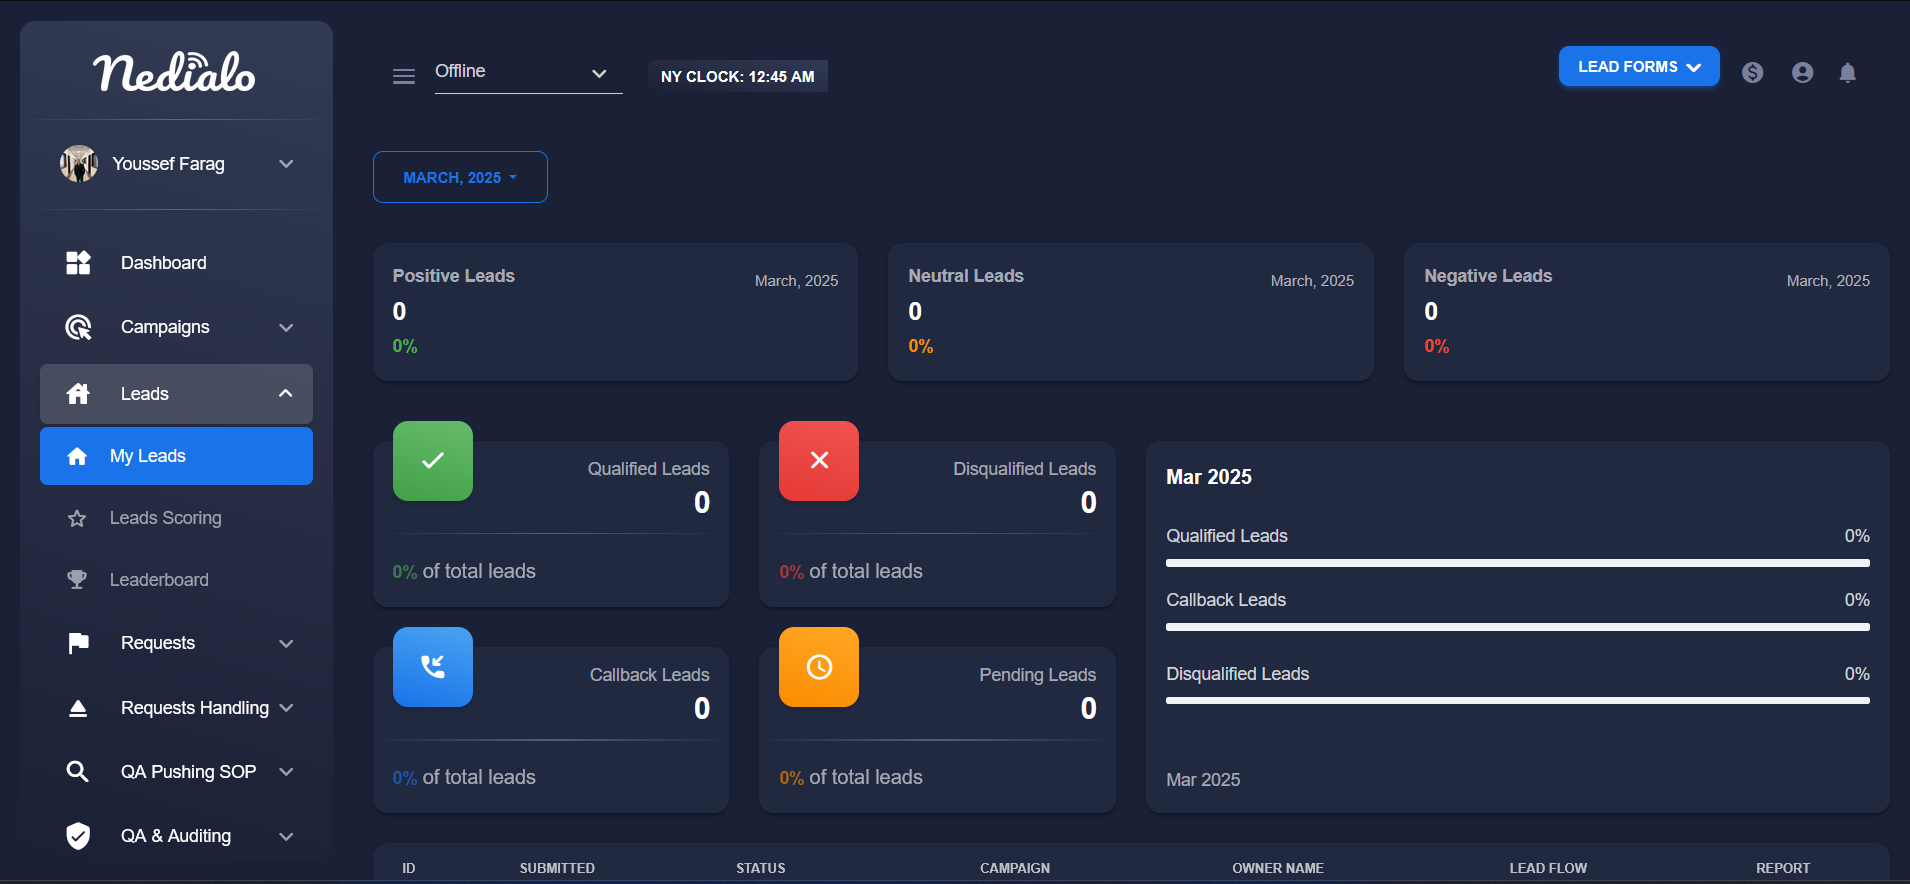 Nedialo
Youssef Farag
Dashboard
Campaigns
Leads
My Leads
Leads Scoring
Leaderboard
Requests
Requests Handling
QA Pushing SOP
QA & Auditing
Offline
NY CLOCK: 12:45 AM
LEAD FORMS
MARCH, 2025
Positive Leads
March, 2025
0
0%
Neutral Leads
March, 2025
0
0%
Negative Leads
March, 2025
0
0%
Qualified Leads
0
0% of total leads
Disqualified Leads
0
0% of total leads
Callback Leads
0
0% of total leads
Pending Leads
0
0% of total leads
Mar 2025
Qualified Leads 0%
Callback Leads 0%
Disqualified Leads 0%
Mar 2025
ID SUBMITTED STATUS CAMPAIGN OWNER NAME LEAD FLOW REPORT